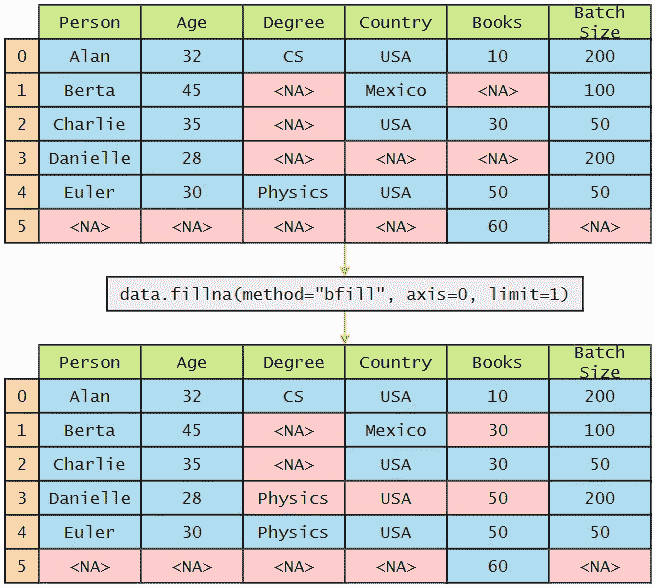 Person Age Degree Country Books Batch Size
0 Alan 32 CS USA 10 200
1 Berta 45 <NA> Mexico <NA> 100
2 Charlie 35 <NA> USA 30 50
3 Danielle 28 <NA> <NA> <NA> 200
4 Euler 30 Physics USA 50 50
5 <NA> <NA> <NA> <NA> 60 <NA>
data.fillna(method="bfill", axis=0, limit=1)
Person Age Degree Country Books Batch Size
0 Alan 32 CS USA 10 200
1 Berta 45 <NA> Mexico 30 100
2 Charlie 35 <NA> USA 30 50
3 Danielle 28 Physics USA 50 200
4 Euler 30 Physics USA 50 50
5 <NA> <NA> <NA> <NA> 60 <NA>